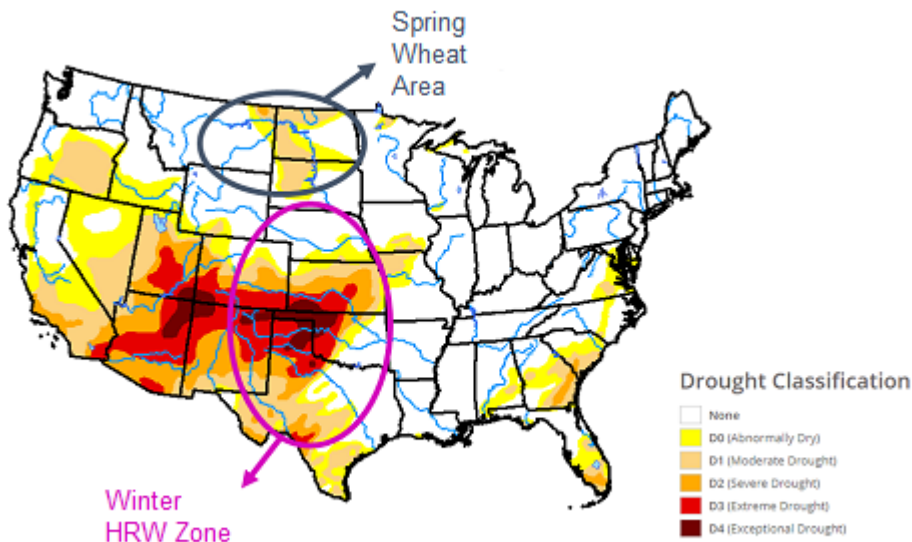 Spring
Wheat
Area
Drought Classification
None
D0 (Abnormally Dry)
D1 (Moderate Drought)
D2 (Severe Drought)
D3 (Extreme Drought)
D4 (Exceptional Drought)
Winter
HRW Zone